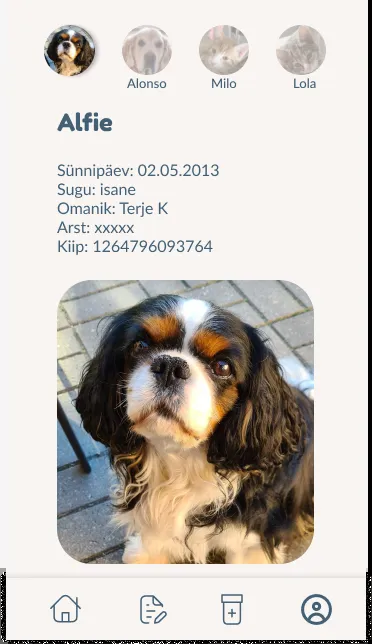 Alonso
Milo
Lola
Alfie
Sünnipäev: 02.05.2013
Sugu: isane
Omanik: Terje K
Arst: xxxxx
Kiip: 1264796093764